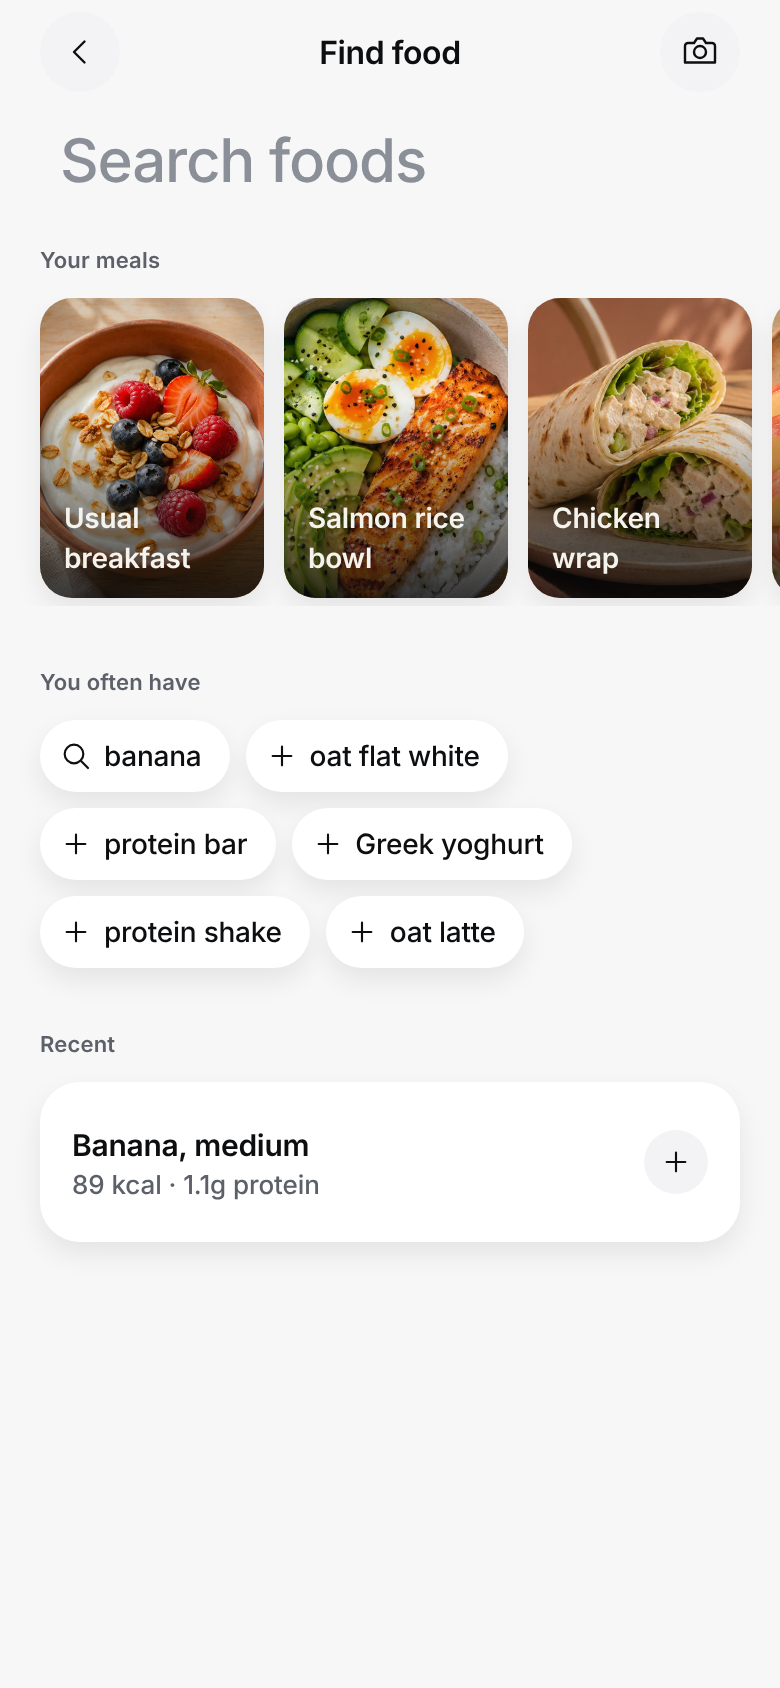 Find food
Search foods
Your meals
Usual
breakfast
Salmon rice
bowl
Chicken
wrap
You often have
banana
oat flat white
protein bar
Greek yoghurt
protein shake
oat latte
Recent
Banana, medium
89 kcal · 1.1g protein